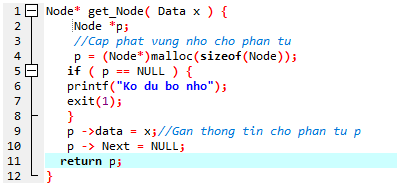 1 Node* get_Node( Data x ) {
2 Node *p;
3 //Cap phat vung nho cho phan tu
4 p = (Node*)malloc(sizeof(Node));
5 if ( p == NULL ) {
6 printf("Ko du bo nho");
7 exit(1);
8 }
9 p ->data = x;//Gan thong tin cho phan tu p
10 p -> Next = NULL;
11 return p;
12 }